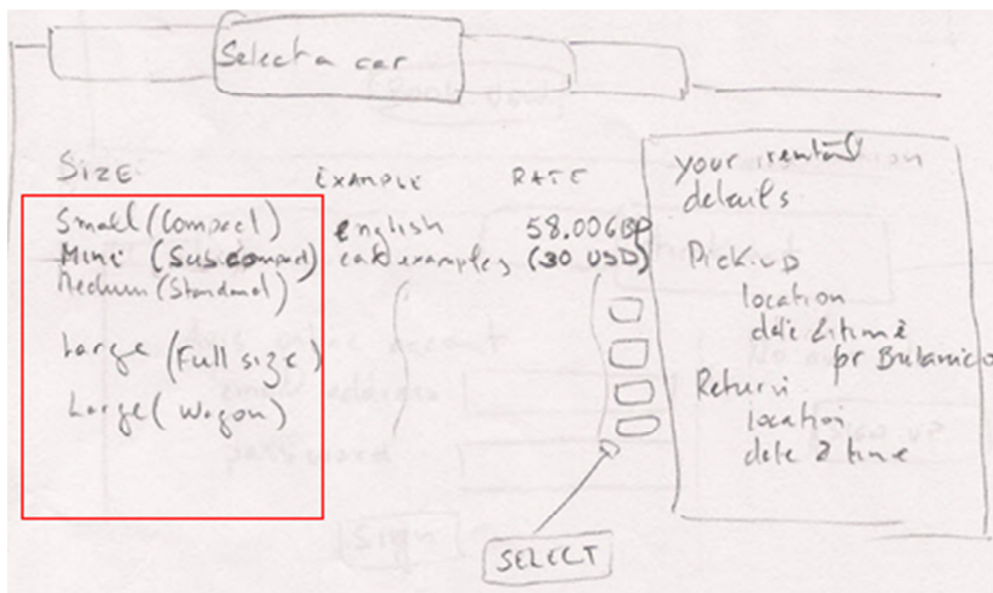 Select a car
SIZE EXAMPLE RATE
Small (Compact) english 58.00GBP
Mini (Subcompact) car examples (30 USD)
Medium (Standard)
Large (Full size)
Large (Wagon)
SELECT
your rental
details
Pick-up
location
date & time
Return
location
date & time